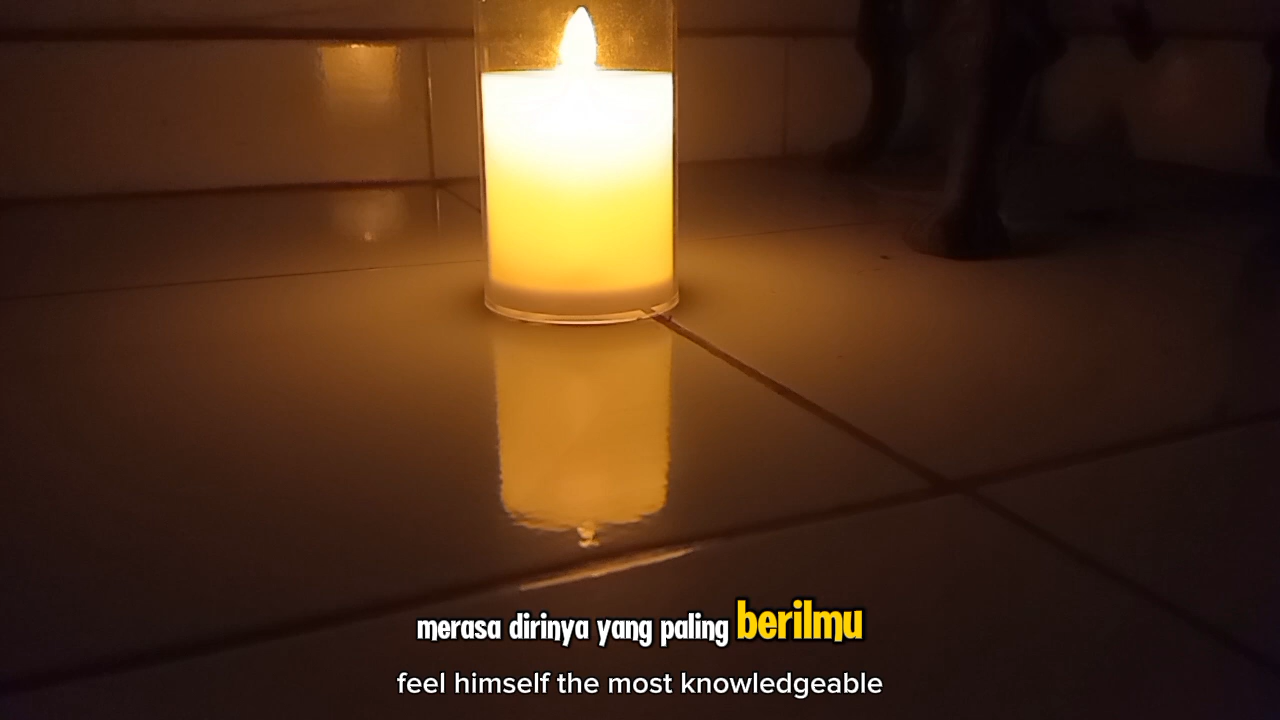 merasa dirinya yang paling berilmu
feel himself the most knowledgeable